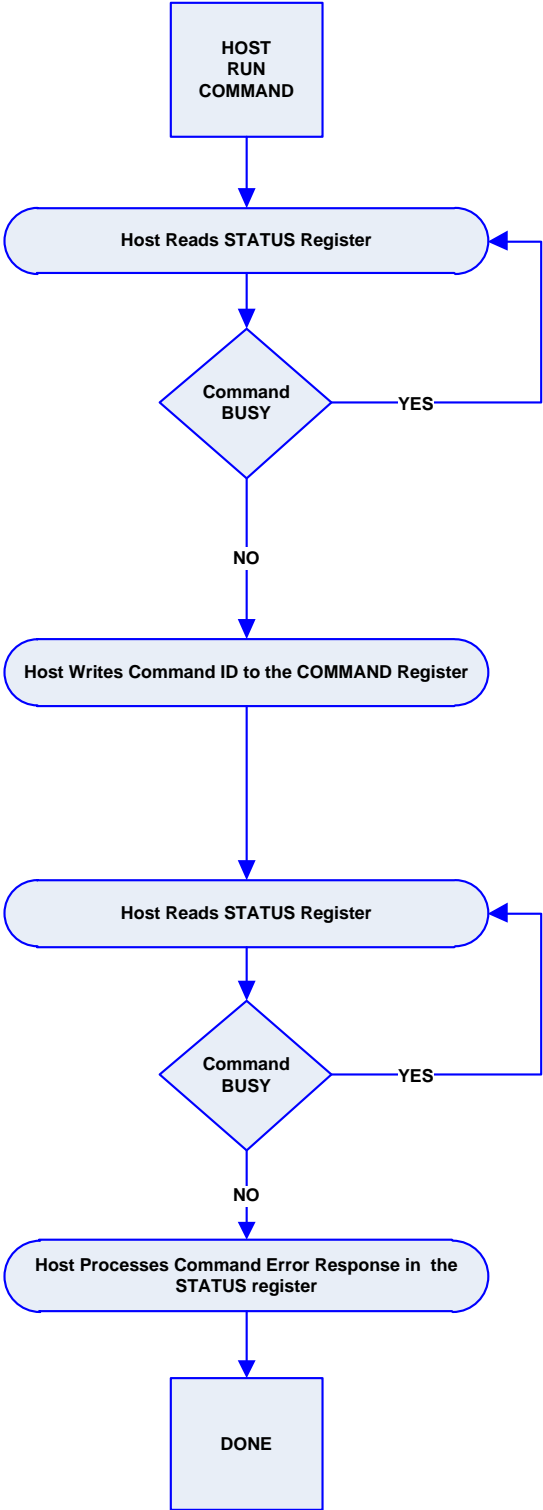 HOST
RUN
COMMAND
Host Reads STATUS Register
Command
BUSY
YES
NO
Host Writes Command ID to the COMMAND Register
Host Reads STATUS Register
Command
BUSY
YES
NO
Host Processes Command Error Response in  the
STATUS register
DONE